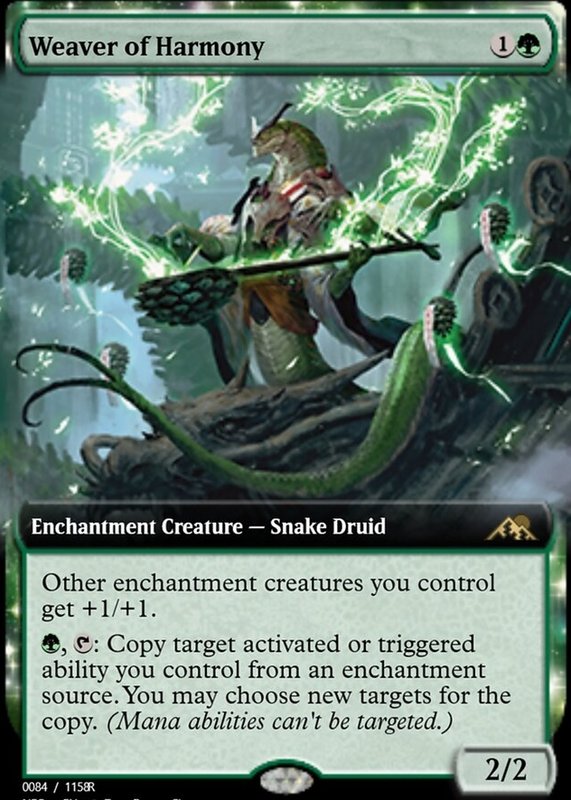 Weaver of Harmony 1
Enchantment Creature — Snake Druid
Other enchantment creatures you control
get +1/+1.
, : Copy target activated or triggered
ability you control from an enchantment
source. You may choose new targets for the
copy. (Mana abilities can't be targeted.)
2/2
0084 / 1158R